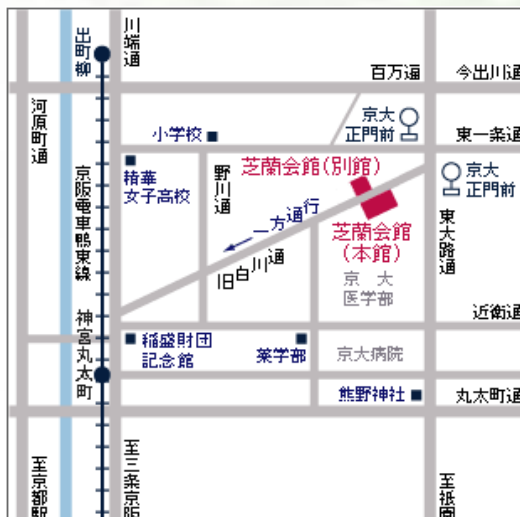 出町柳
川端通
百万通
今出川通
河原町通
小学校
京大
正門前
東一条通
精華
女子高校
野川通
芝蘭会館(別館)
京大
正門前
京阪電車鴨東線
一方通行
旧白川通
芝蘭会館
(本館)
東大路通
京大
医学部
近衛通
神宮丸太町
稲盛財団
記念館
薬学部
京大病院
熊野神社
丸太町通
至京都駅
至三条京阪
至祇園